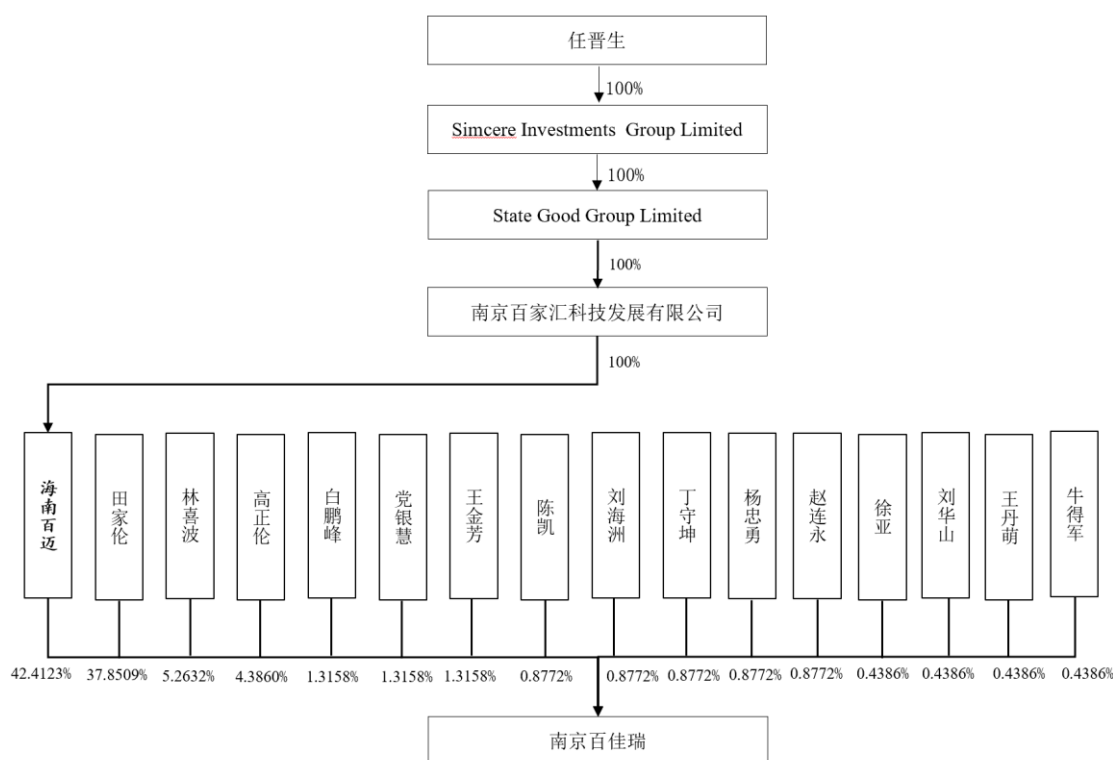 任晋生
100%
Simcere Investments Group Limited
100%
State Good Group Limited
100%
南京百家汇科技发展有限公司
100%
海南百迈
田家伦
林喜波
高正伦
白鹏峰
党银慧
王金芳
陈凯
刘海洲
丁守坤
杨忠勇
赵连永
徐亚
刘华山
王丹萌
牛得军
42.4123%
37.8509%
5.2632%
4.3860%
1.3158%
1.3158%
1.3158%
0.8772%
0.8772%
0.8772%
0.8772%
0.8772%
0.4386%
0.4386%
0.4386%
0.4386%
南京百佳瑞